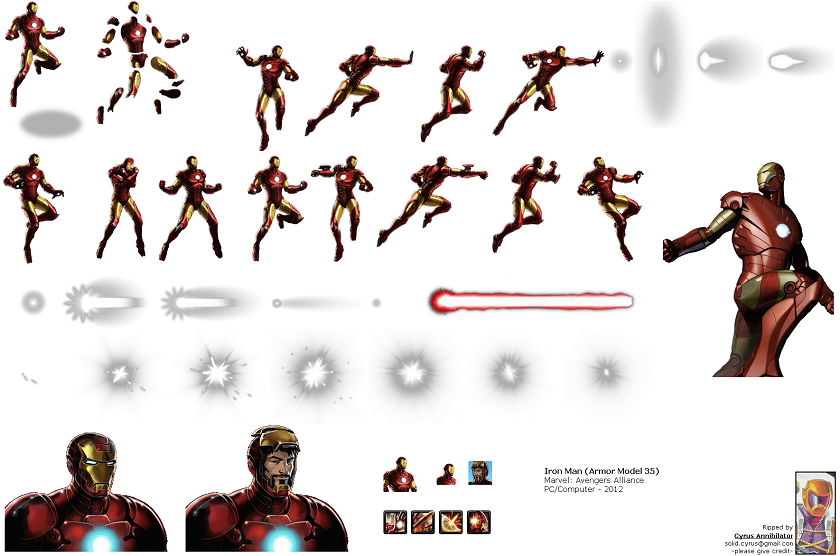 Iron Man (Armor Model 35)
Marvel: Avengers Alliance
PC/Computer - 2012
Ripped by
Cyrus Annihilator
solid.cyrus@gmail.com
-please give credit-